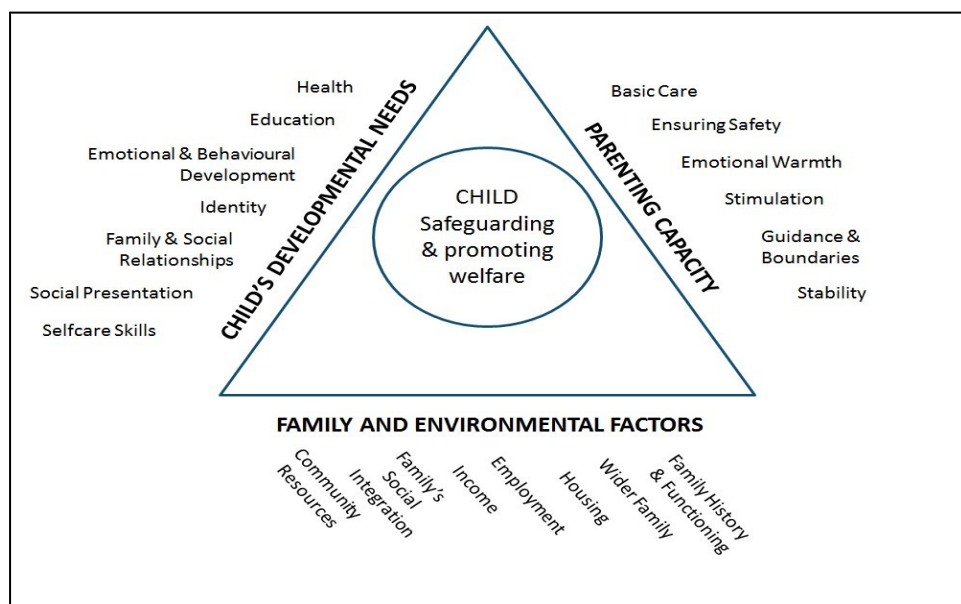 Health
Education
Emotional & Behavioural
Development
Identity
Family & Social
Relationships
Social Presentation
Selfcare Skills
CHILD'S DEVELOPMENTAL NEEDS
CHILD
Safeguarding
& promoting
welfare
PARENTING CAPACITY
Basic Care
Ensuring Safety
Emotional Warmth
Stimulation
Guidance &
Boundaries
Stability
FAMILY AND ENVIRONMENTAL FACTORS
Community
Resources
Family's
Social
Integration
Income
Employment
Housing
Wider Family
Family History
& Functioning